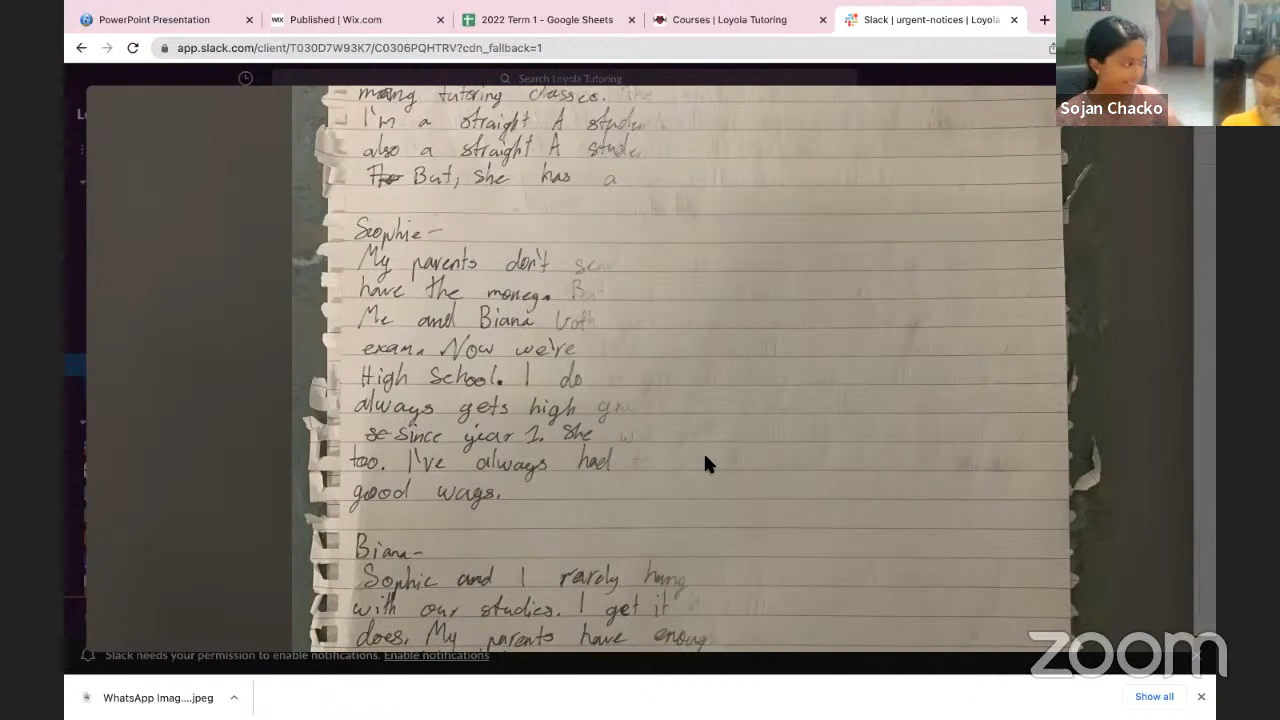 PowerPoint Presentation
Published | Wix.com
2022 Term 1 - Google Sheets
Courses | Loyola Tutoring
Slack | urgent-notices | Loyola
app.slack.com/client/T030D7W93K7/C0306PQHTRV?cdn_fallback=1
Search Loyola Tutoring
Sojan Chacko
tutoring classes.
I'm a straight A
also a straight A
But, she has a
Sophie-
My parents don't
have the money.
Me and Biana
exam. Now we're
High School. I do
always gets high
since year 1. She
too. I've always had
good ways.
Biana-
Sophie and I rarely hang
with our studies. I get it
does. My parents have
Slack needs your permission to enable notifications. Enable notifications
zoom
WhatsApp Imag....jpeg
Show all